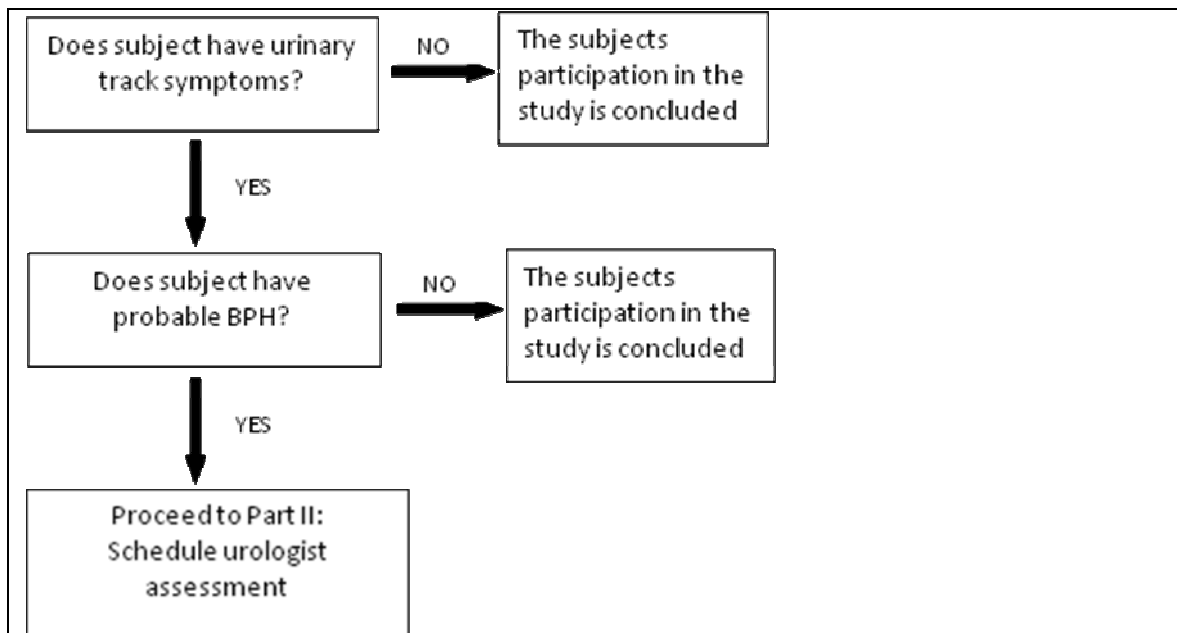 Does subject have urinary
track symptoms?
NO
The subjects
participation in the
study is concluded
YES
Does subject have
probable BPH?
NO
The subjects
participation in the
study is concluded
YES
Proceed to Part II:
Schedule urologist
assessment